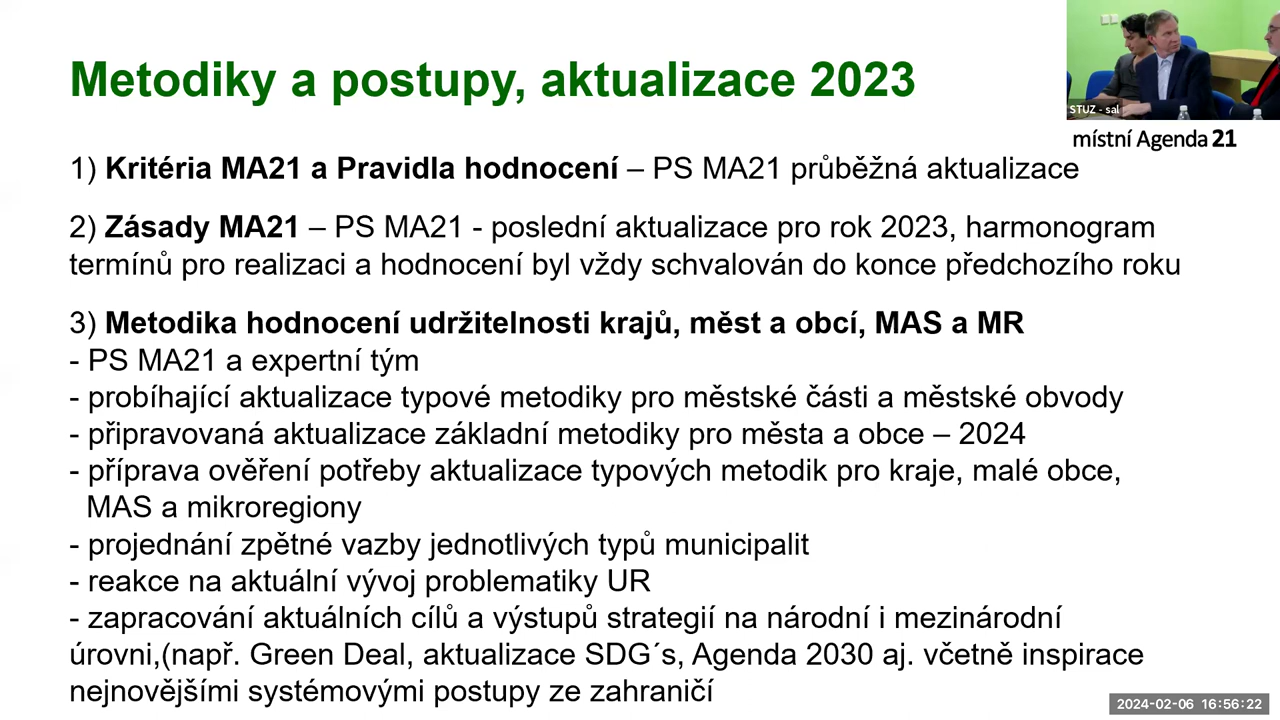 Metodiky a postupy, aktualizace 2023
STUZ - sal
místní Agenda 21
1) Kritéria MA21 a Pravidla hodnocení – PS MA21 průběžná aktualizace
2) Zásady MA21 – PS MA21 - poslední aktualizace pro rok 2023, harmonogram
termínů pro realizaci a hodnocení byl vždy schvalován do konce předchozího roku
3) Metodika hodnocení udržitelnosti krajů, měst a obcí, MAS a MR
- PS MA21 a expertní tým
- probíhající aktualizace typové metodiky pro městské části a městské obvody
- připravovaná aktualizace základní metodiky pro města a obce – 2024
- příprava ověření potřeby aktualizace typových metodik pro kraje, malé obce,
MAS a mikroregiony
- projednání zpětné vazby jednotlivých typů municipalit
- reakce na aktuální vývoj problematiky UR
- zapracování aktuálních cílů a výstupů strategií na národní i mezinárodní
úrovni,(např. Green Deal, aktualizace SDG´s, Agenda 2030 aj. včetně inspirace
nejnovějšími systémovými postupy ze zahraničí
2024-02-06 16:56:22